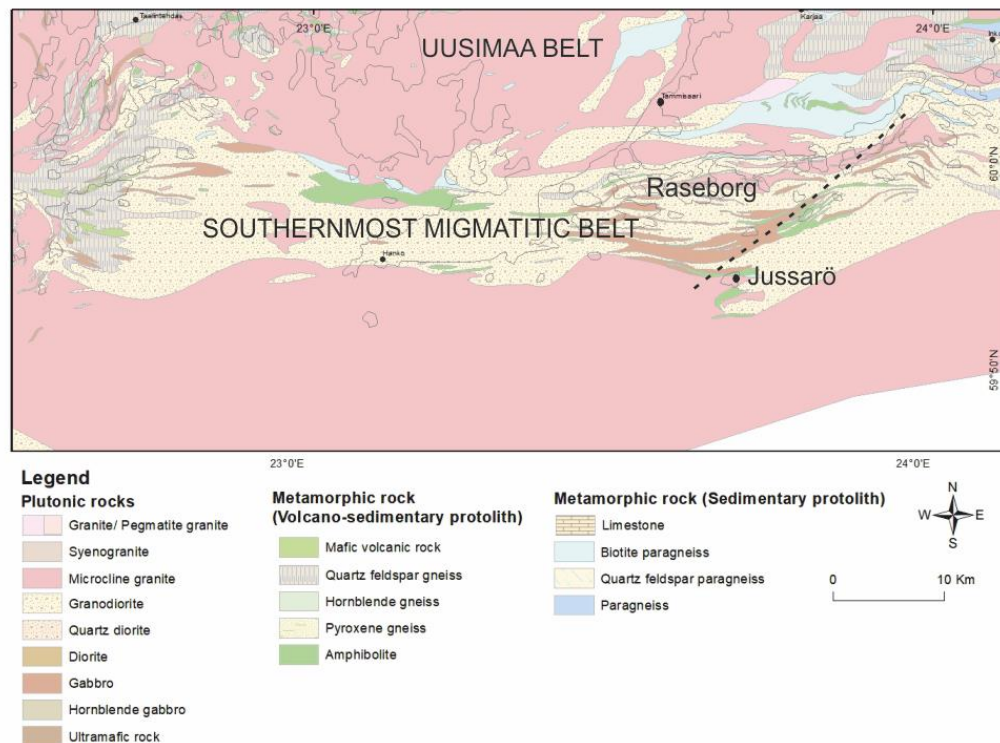 Taalintehdas
23°0'E
Karjaa
24°0'E
UUSIMAA BELT
Tammisaari
60°0'N
Raseborg
SOUTHERNMOST MIGMATITIC BELT
Hanko
Jussarö
59°50'N
23°0'E
24°0'E
Legend
Plutonic rocks
Granite/ Pegmatite granite
Syenogranite
Microcline granite
Granodiorite
Quartz diorite
Diorite
Gabbro
Hornblende gabbro
Ultramafic rock
Metamorphic rock
(Volcano-sedimentary protolith)
Mafic volcanic rock
Quartz feldspar gneiss
Hornblende gneiss
Pyroxene gneiss
Amphibolite
Metamorphic rock (Sedimentary protolith)
Limestone
Biotite paragneiss
Quartz feldspar paragneiss
Paragneiss
N
W E
S
0 10 Km